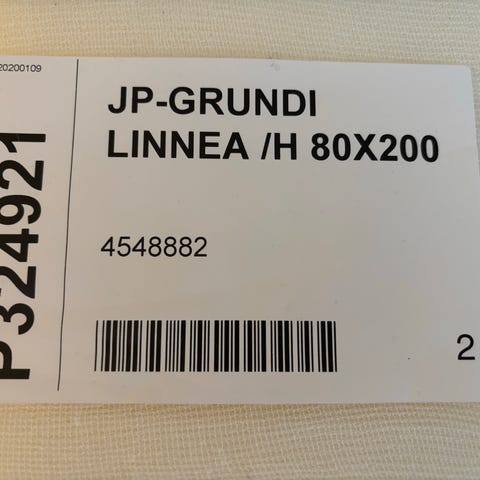 20200109
P324921
JP-GRUNDI
LINNEA /H 80X200
4548882
2